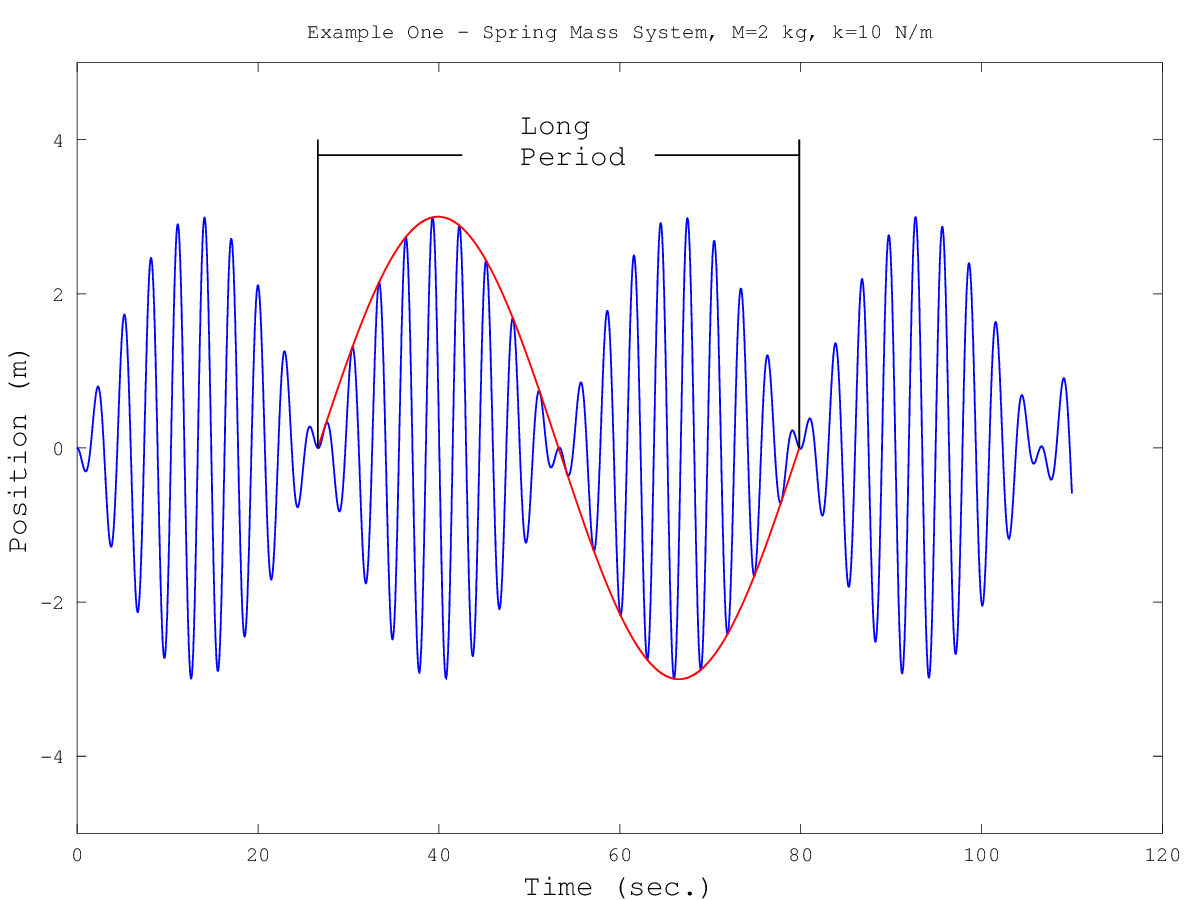 Example One - Spring Mass System, M=2 kg, k=10 N/m
Long
Period
4
2
0
-2
-4
Position (m)
0 20 40 60 80 100 120
Time (sec.)